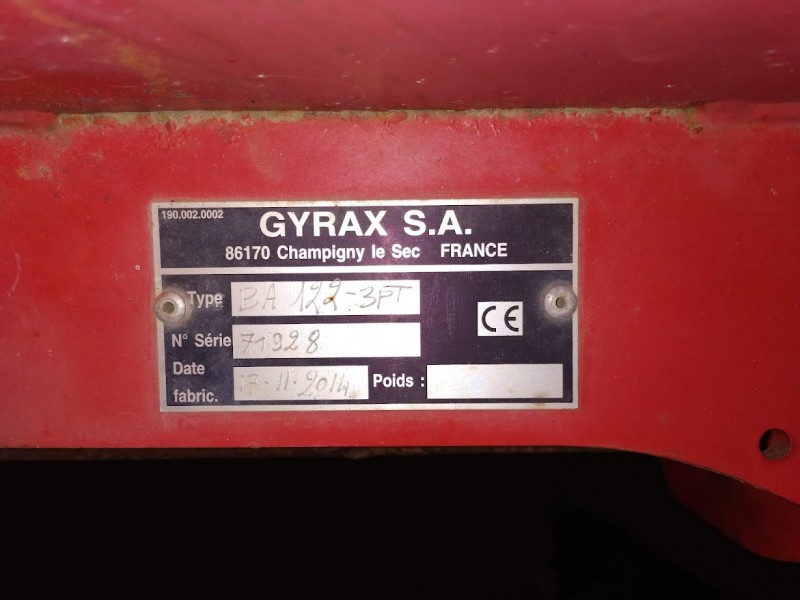 190.002.0002
GYRAX S.A.
86170 Champigny le Sec FRANCE
Type BA 122-3PT
CE
N° Série 71928
Date fabric. 17-11-2014 Poids :